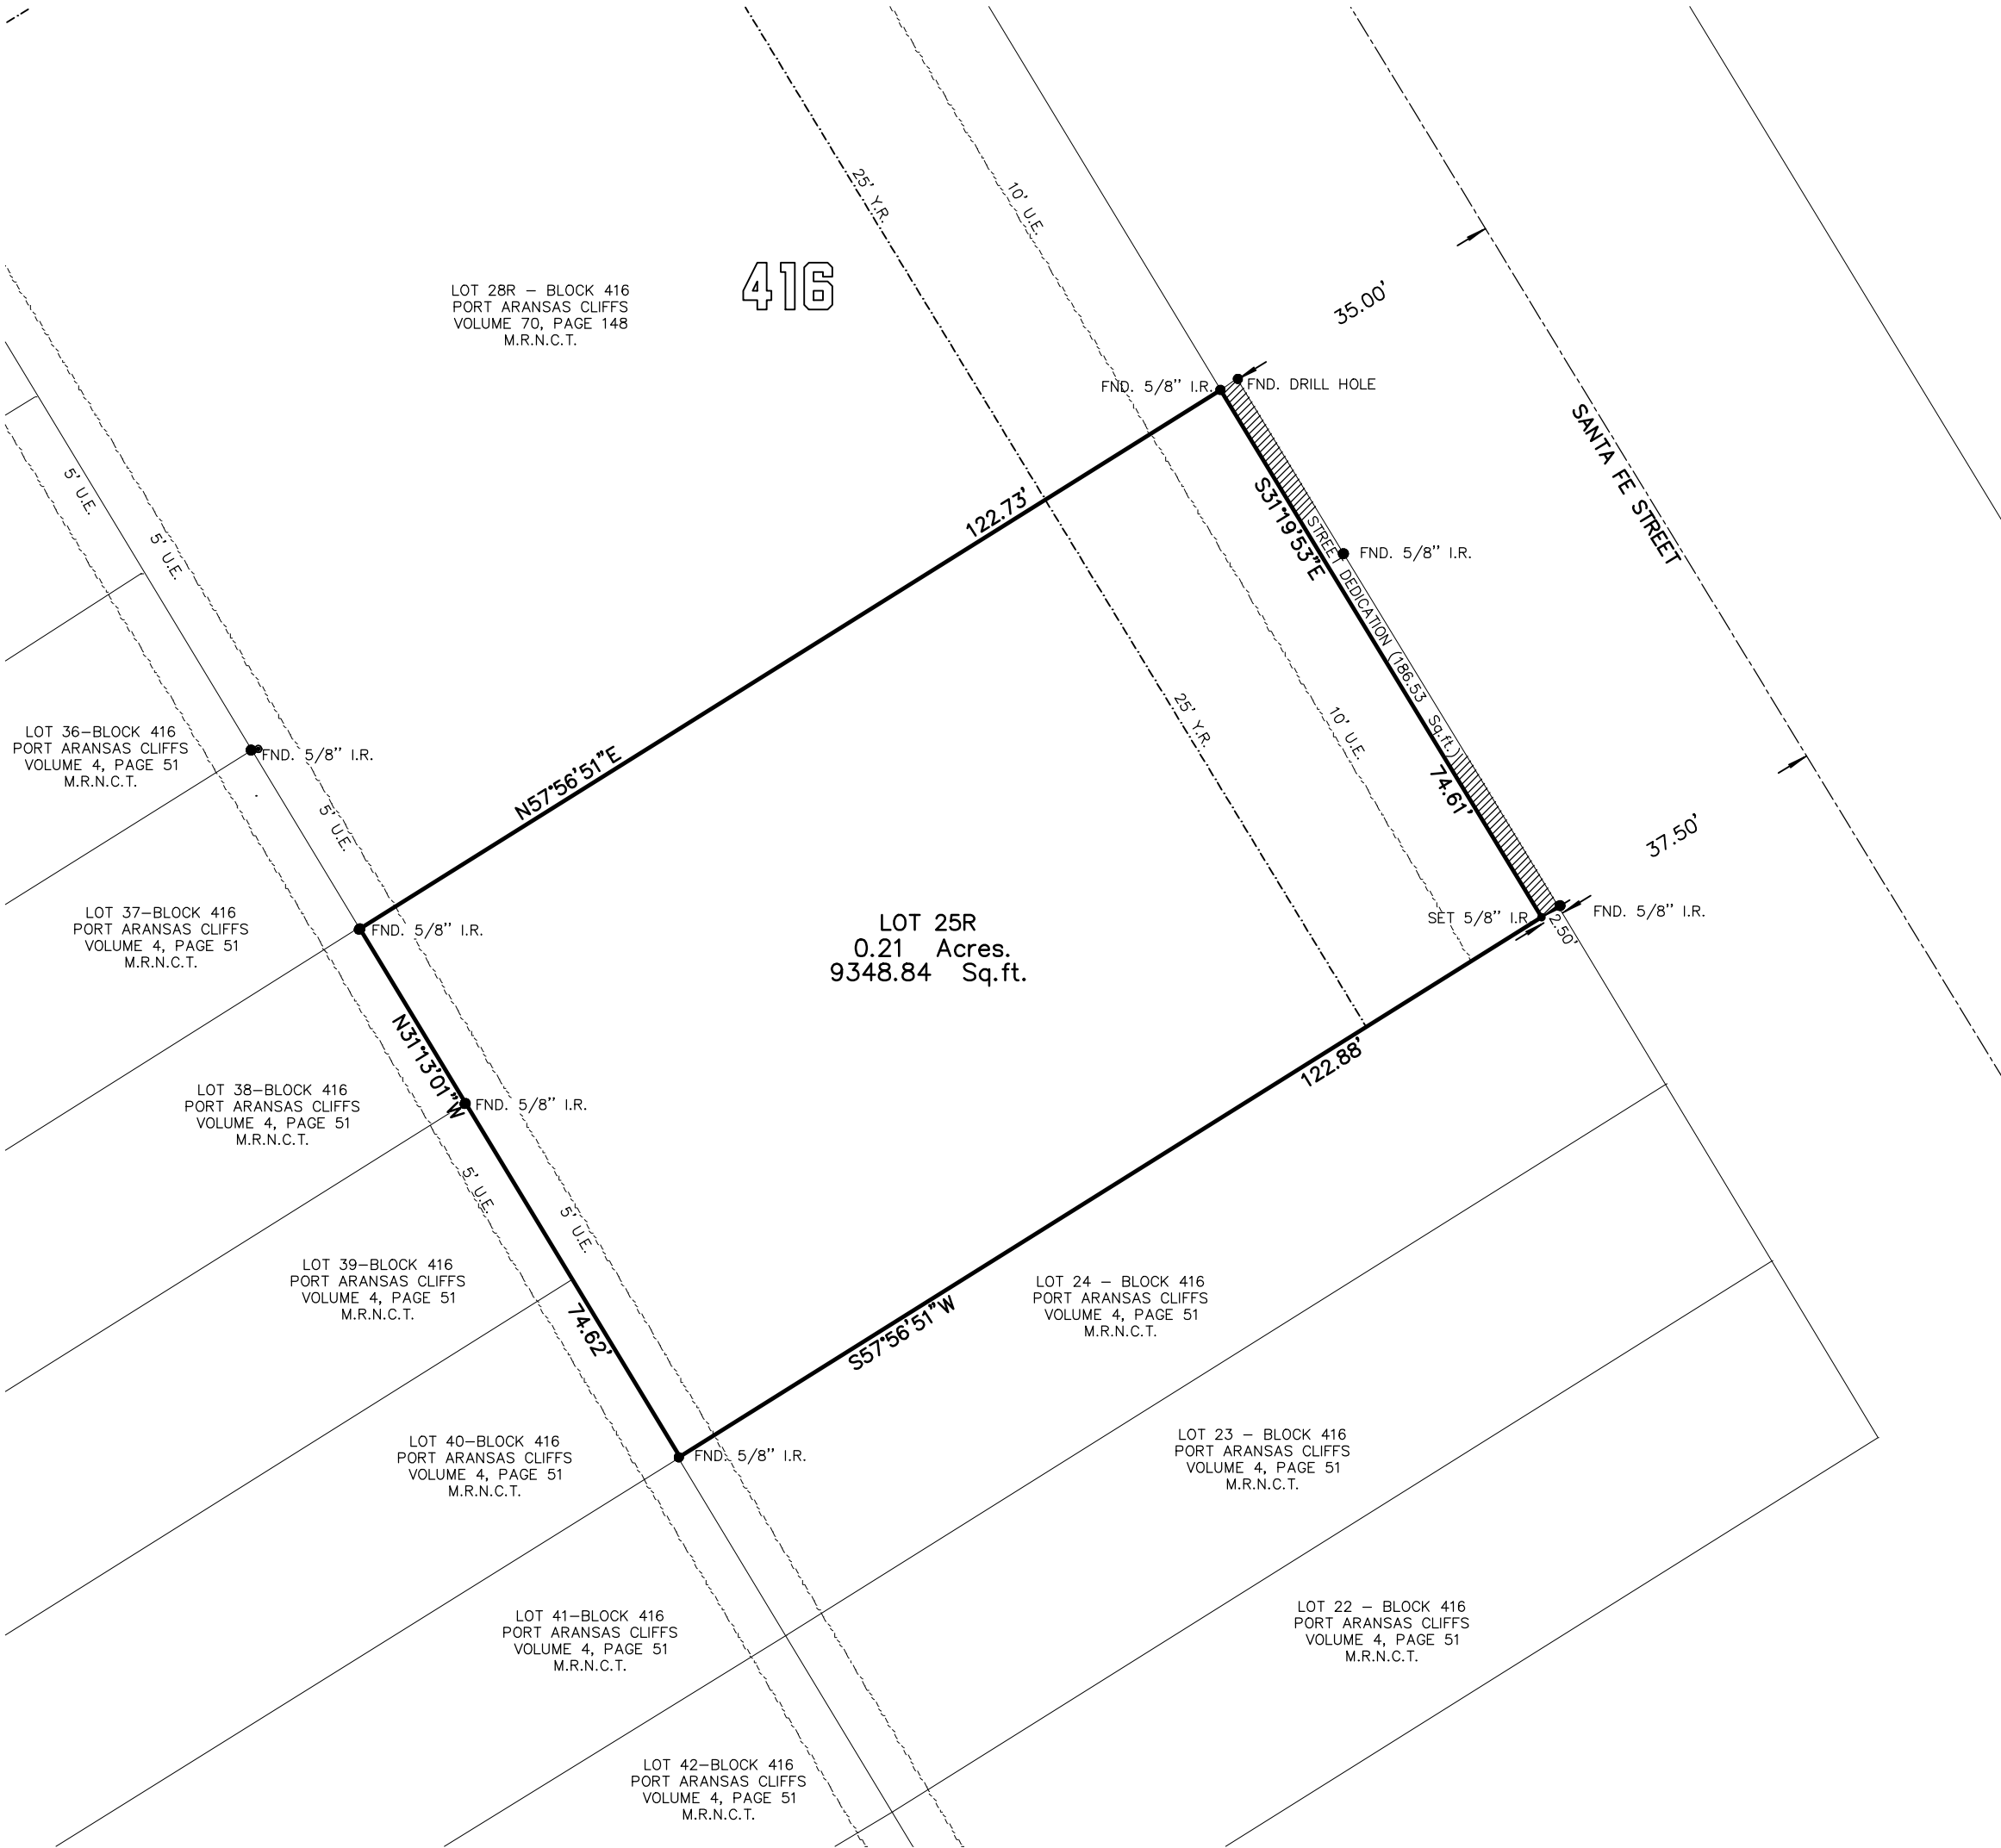 25' Y.R.
10' U.E.
416
LOT 28R – BLOCK 416
PORT ARANSAS CLIFFS
VOLUME 70, PAGE 148
M.R.N.C.T.
35.00'
FND. 5/8" I.R.
FND. DRILL HOLE
SANTA FE STREET
5' U.E.
5' U.E.
122.73'
S31°19'53"E
FND. 5/8" I.R.
STREET DEDICATION (186.53 Sq.ft.)
74.61'
25' Y.R.
10' U.E.
LOT 36–BLOCK 416
PORT ARANSAS CLIFFS
VOLUME 4, PAGE 51
M.R.N.C.T.
FND. 5/8" I.R.
5' U.E.
N57°56'51"E
37.50'
LOT 37–BLOCK 416
PORT ARANSAS CLIFFS
VOLUME 4, PAGE 51
M.R.N.C.T.
FND. 5/8" I.R.
LOT 25R
0.21 Acres.
9348.84 Sq.ft.
SET 5/8" I.R.
2.50'
FND. 5/8" I.R.
N31°13'01"W
122.88'
LOT 38–BLOCK 416
PORT ARANSAS CLIFFS
VOLUME 4, PAGE 51
M.R.N.C.T.
FND. 5/8" I.R.
5' U.E.
5' U.E.
LOT 39–BLOCK 416
PORT ARANSAS CLIFFS
VOLUME 4, PAGE 51
M.R.N.C.T.
74.62'
S57°56'51"W
LOT 24 – BLOCK 416
PORT ARANSAS CLIFFS
VOLUME 4, PAGE 51
M.R.N.C.T.
LOT 40–BLOCK 416
PORT ARANSAS CLIFFS
VOLUME 4, PAGE 51
M.R.N.C.T.
FND. 5/8" I.R.
LOT 23 – BLOCK 416
PORT ARANSAS CLIFFS
VOLUME 4, PAGE 51
M.R.N.C.T.
LOT 41–BLOCK 416
PORT ARANSAS CLIFFS
VOLUME 4, PAGE 51
M.R.N.C.T.
LOT 22 – BLOCK 416
PORT ARANSAS CLIFFS
VOLUME 4, PAGE 51
M.R.N.C.T.
LOT 42–BLOCK 416
PORT ARANSAS CLIFFS
VOLUME 4, PAGE 51
M.R.N.C.T.